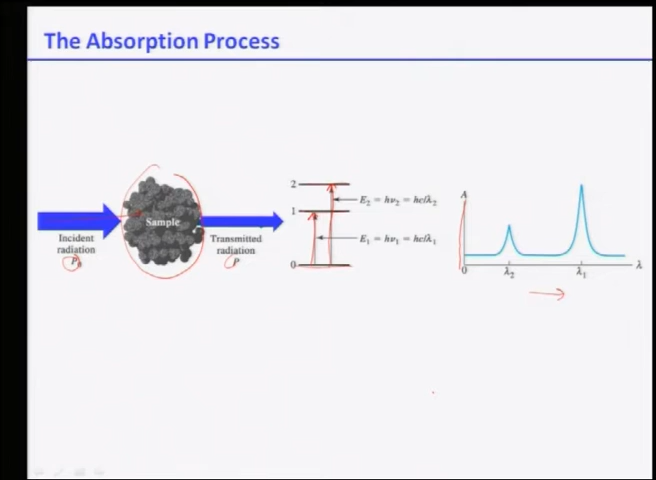 The Absorption Process
Incident
radiation
P₀
Sample
Transmitted
radiation
P
2
1
0
E₂ = hν₂ = hc/λ₂
E₁ = hν₁ = hc/λ₁
A
0
λ₂
λ₁
λ